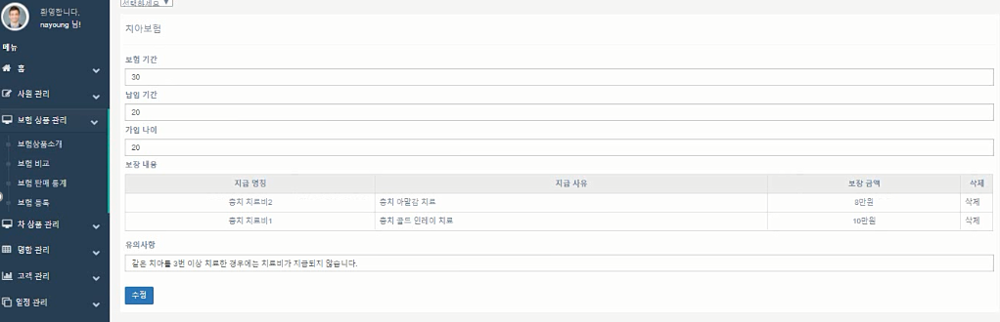 환영합니다,
nayoung 님!
메뉴
홈
사원 관리
보험 상품 관리
보험상품소개
보험 비교
보험 판매 통계
보험 등록
차 상품 관리
명함 관리
고객 관리
일정 관리
선택하세요
치아보험
보험 기간
30
납입 기간
20
가입 나이
20
보장 내용
지급 명칭 지급 사유 보장 금액 삭제
충치 치료비2 충치 아말감 치료 8만원 삭제
충치 치료비1 충치 골드 인레이 치료 10만원 삭제
유의사항
같은 치아를 3번 이상 치료한 경우에는 치료비가 지급되지 않습니다.
수정